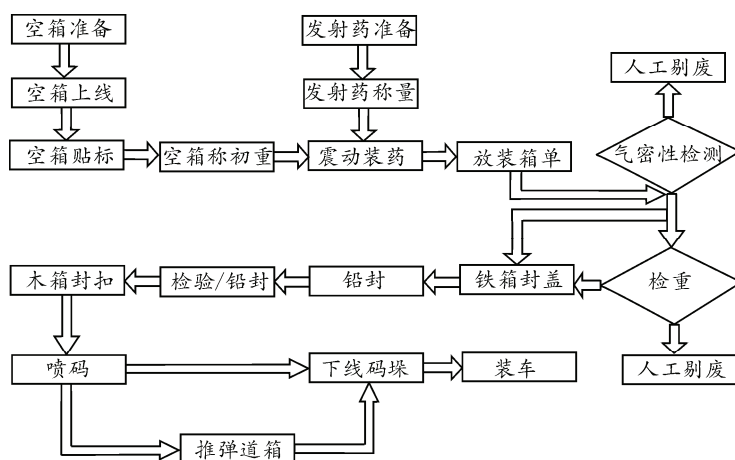 空箱准备
发射药准备
人工剔废
空箱上线
发射药称量
空箱贴标
空箱称初重
震动装药
放装箱单
气密性检测
木箱封扣
检验/铅封
铅封
铁箱封盖
检重
喷码
下线码垛
装车
人工剔废
推弹道箱